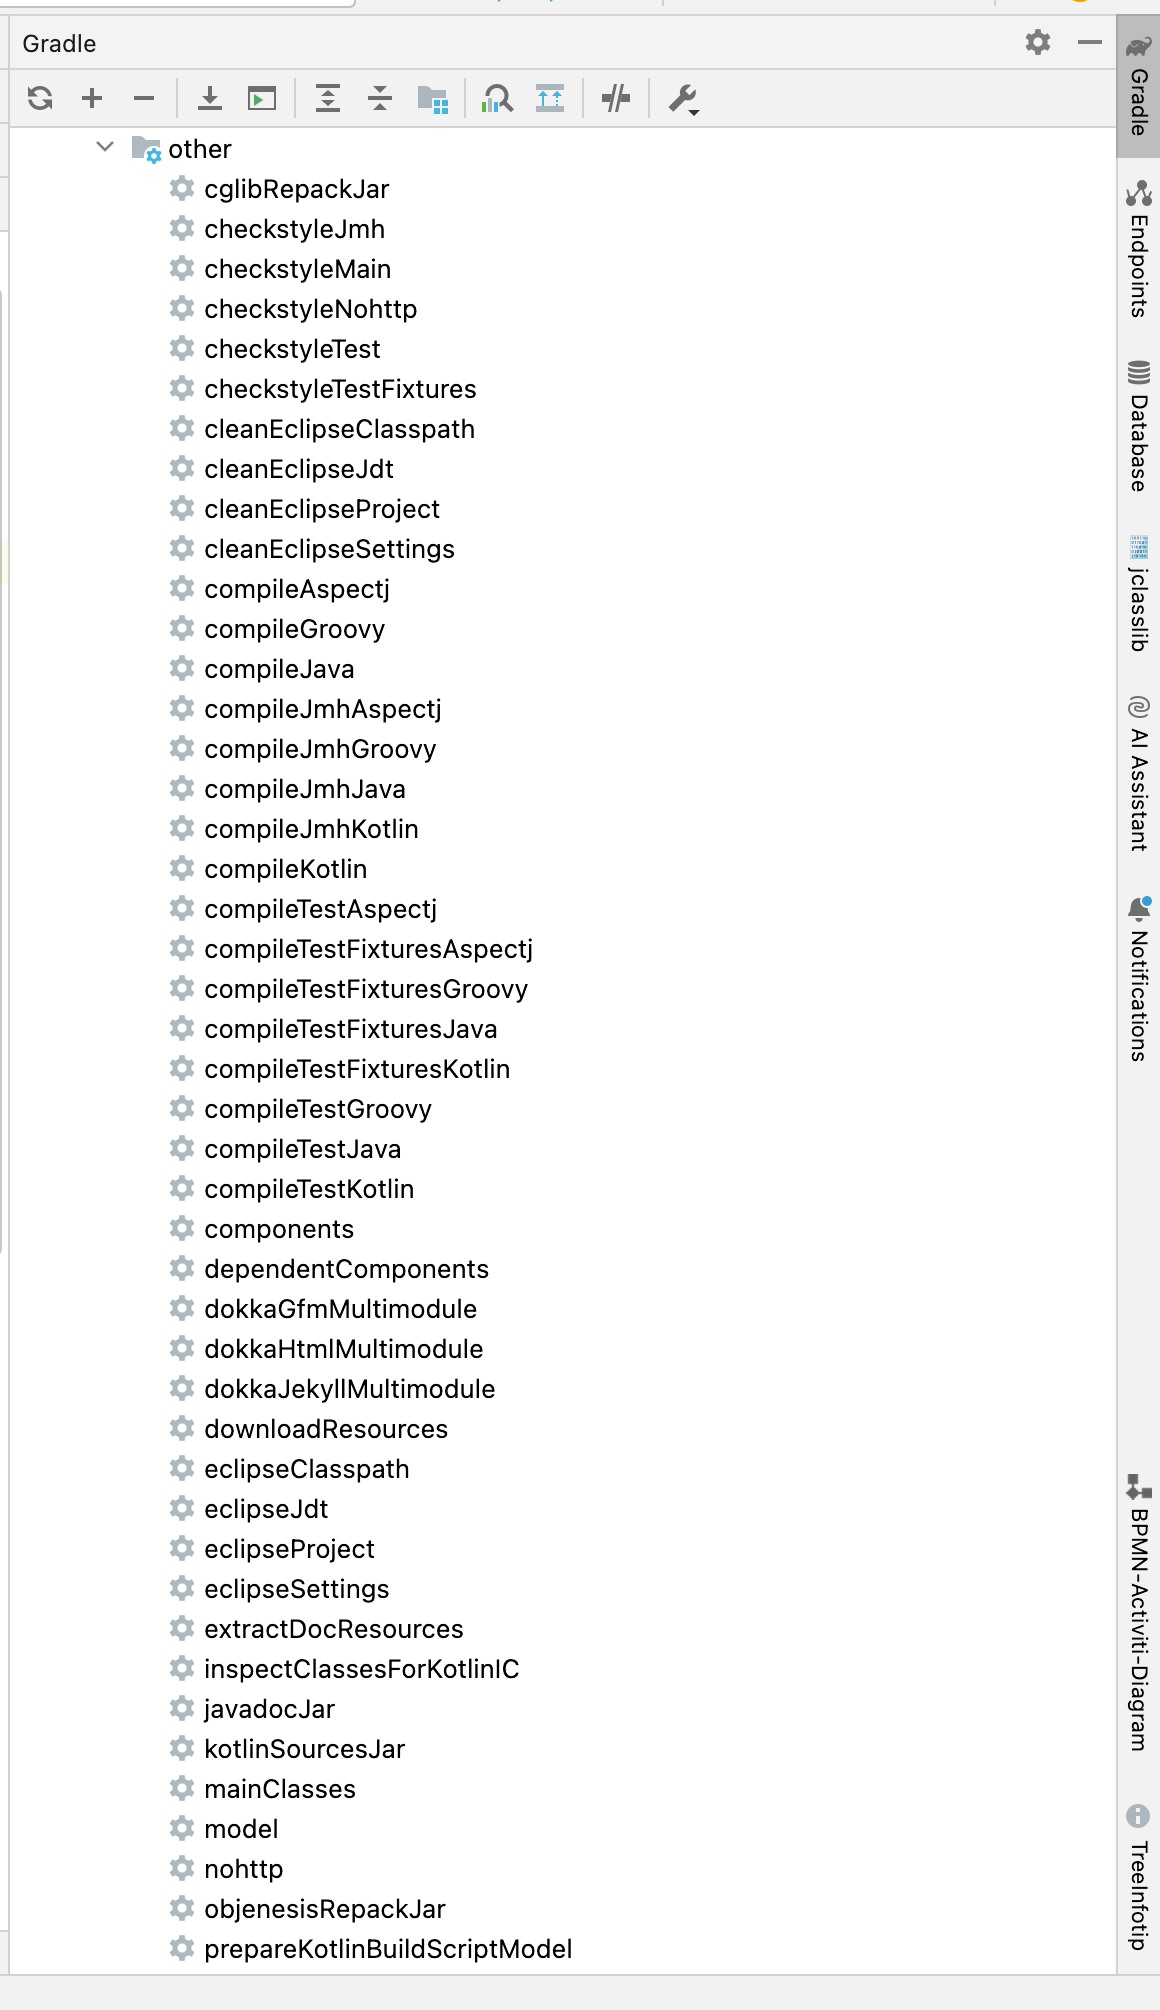 Gradle
other
cglibRepackJar
checkstyleJmh
checkstyleMain
checkstyleNohttp
checkstyleTest
checkstyleTestFixtures
cleanEclipseClasspath
cleanEclipseJdt
cleanEclipseProject
cleanEclipseSettings
compileAspectj
compileGroovy
compileJava
compileJmhAspectj
compileJmhGroovy
compileJmhJava
compileJmhKotlin
compileKotlin
compileTestAspectj
compileTestFixturesAspectj
compileTestFixturesGroovy
compileTestFixturesJava
compileTestFixturesKotlin
compileTestGroovy
compileTestJava
compileTestKotlin
components
dependentComponents
dokkaGfmMultimodule
dokkaHtmlMultimodule
dokkaJekyllMultimodule
downloadResources
eclipseClasspath
eclipseJdt
eclipseProject
eclipseSettings
extractDocResources
inspectClassesForKotlinIC
javadocJar
kotlinSourcesJar
mainClasses
model
nohttp
objenesisRepackJar
prepareKotlinBuildScriptModel
Gradle
Endpoints
Database
jclasslib
AI Assistant
Notifications
BPMN-Activiti-Diagram
TreeInfotip